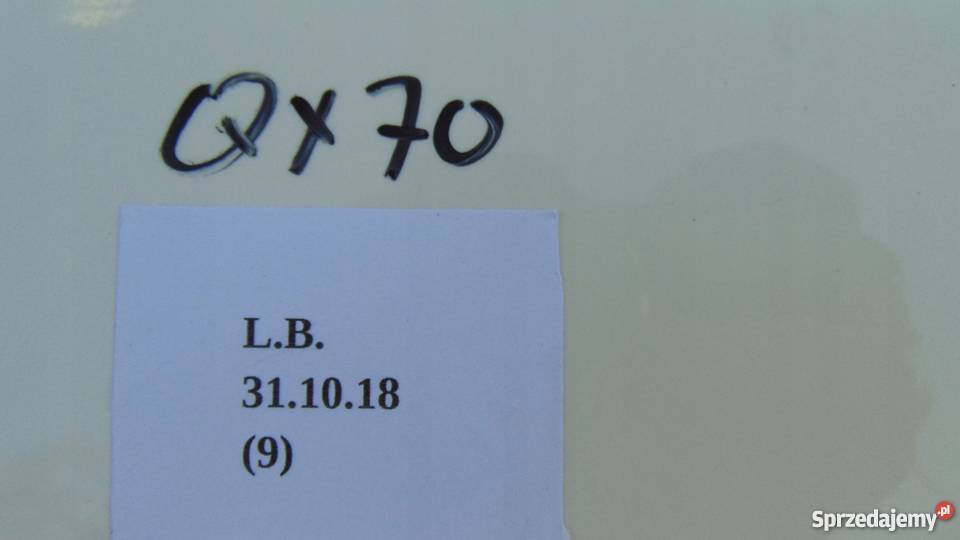 QX70
L.B.
31.10.18
(9)
Sprzedajemy.pl